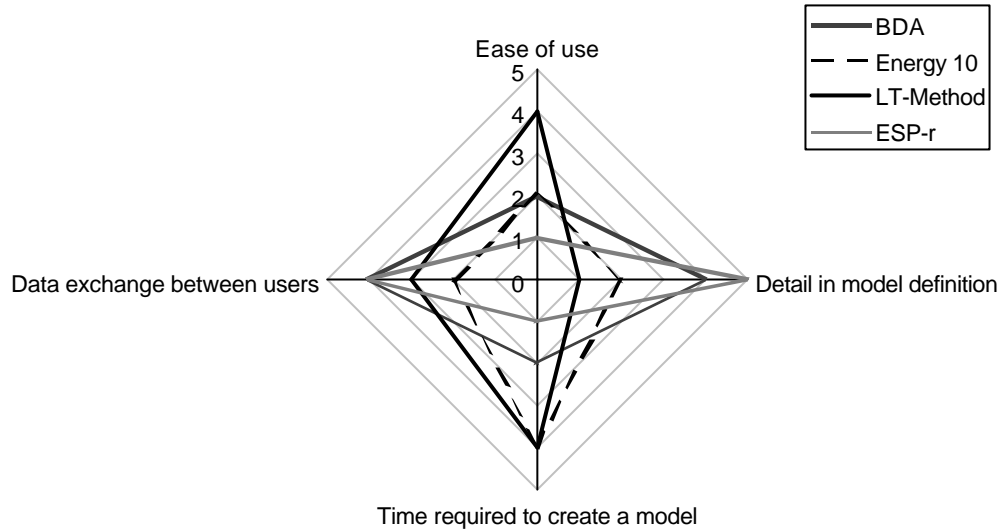 BDA
Energy 10
LT-Method
ESP-r
Ease of use
5
4
3
2
1
0
Data exchange between users
Detail in model definition
Time required to create a model